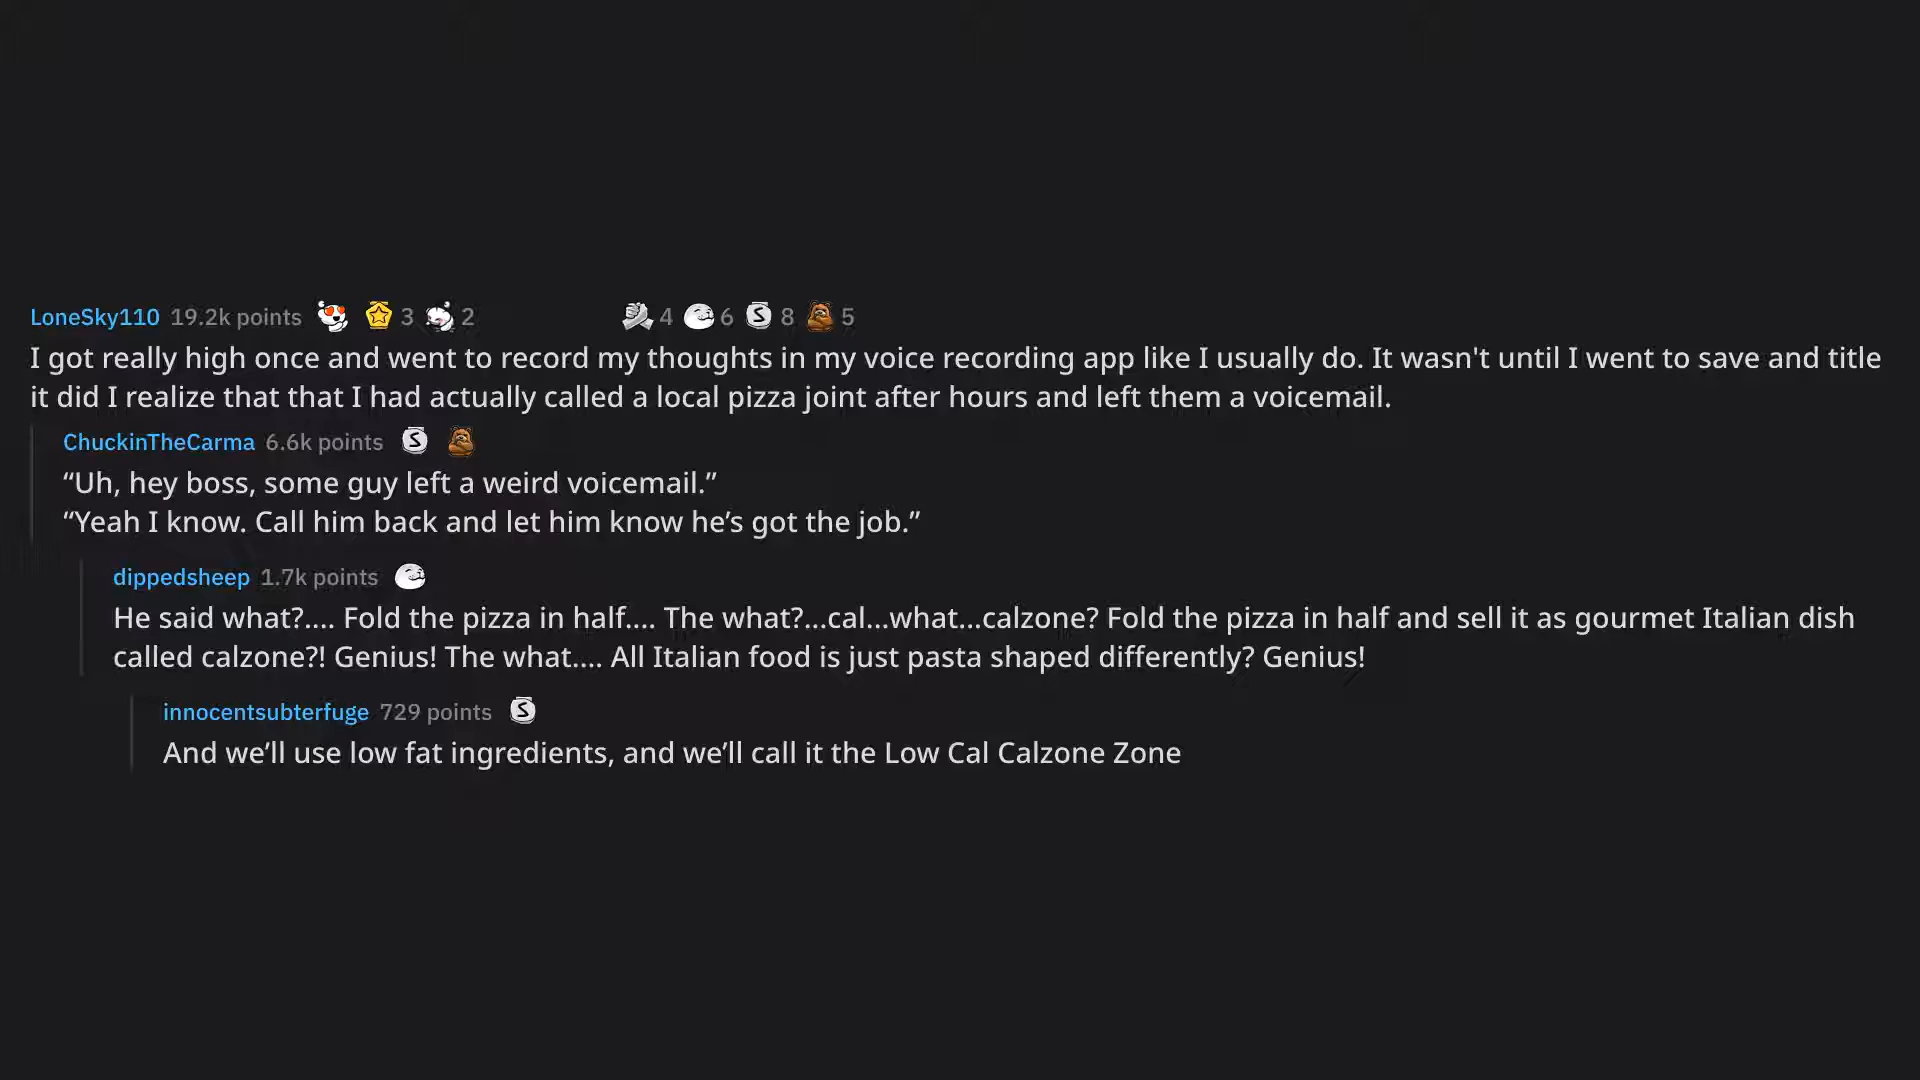 LoneSky110 19.2k points 3 2 4 6 8 5
I got really high once and went to record my thoughts in my voice recording app like I usually do. It wasn't until I went to save and title
it did I realize that that I had actually called a local pizza joint after hours and left them a voicemail.
ChuckinTheCarma 6.6k points
“Uh, hey boss, some guy left a weird voicemail.”
“Yeah I know. Call him back and let him know he’s got the job.”
dippedsheep 1.7k points
He said what?.... Fold the pizza in half.... The what?...cal...what...calzone? Fold the pizza in half and sell it as gourmet Italian dish
called calzone?! Genius! The what.... All Italian food is just pasta shaped differently? Genius!
innocentsubterfuge 729 points
And we’ll use low fat ingredients, and we’ll call it the Low Cal Calzone Zone